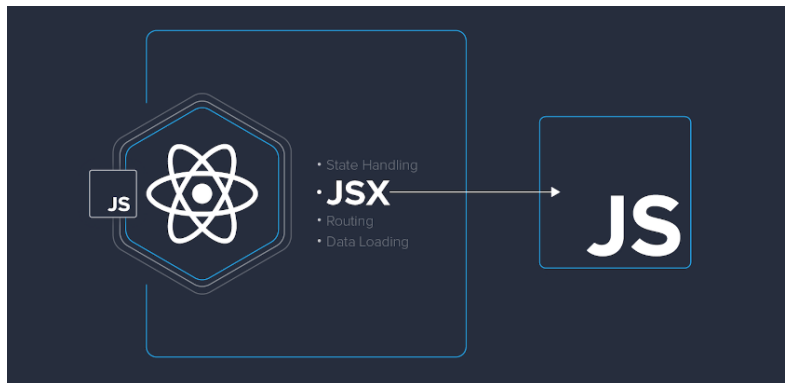 JS
• State Handling
• JSX
• Routing
• Data Loading
JS